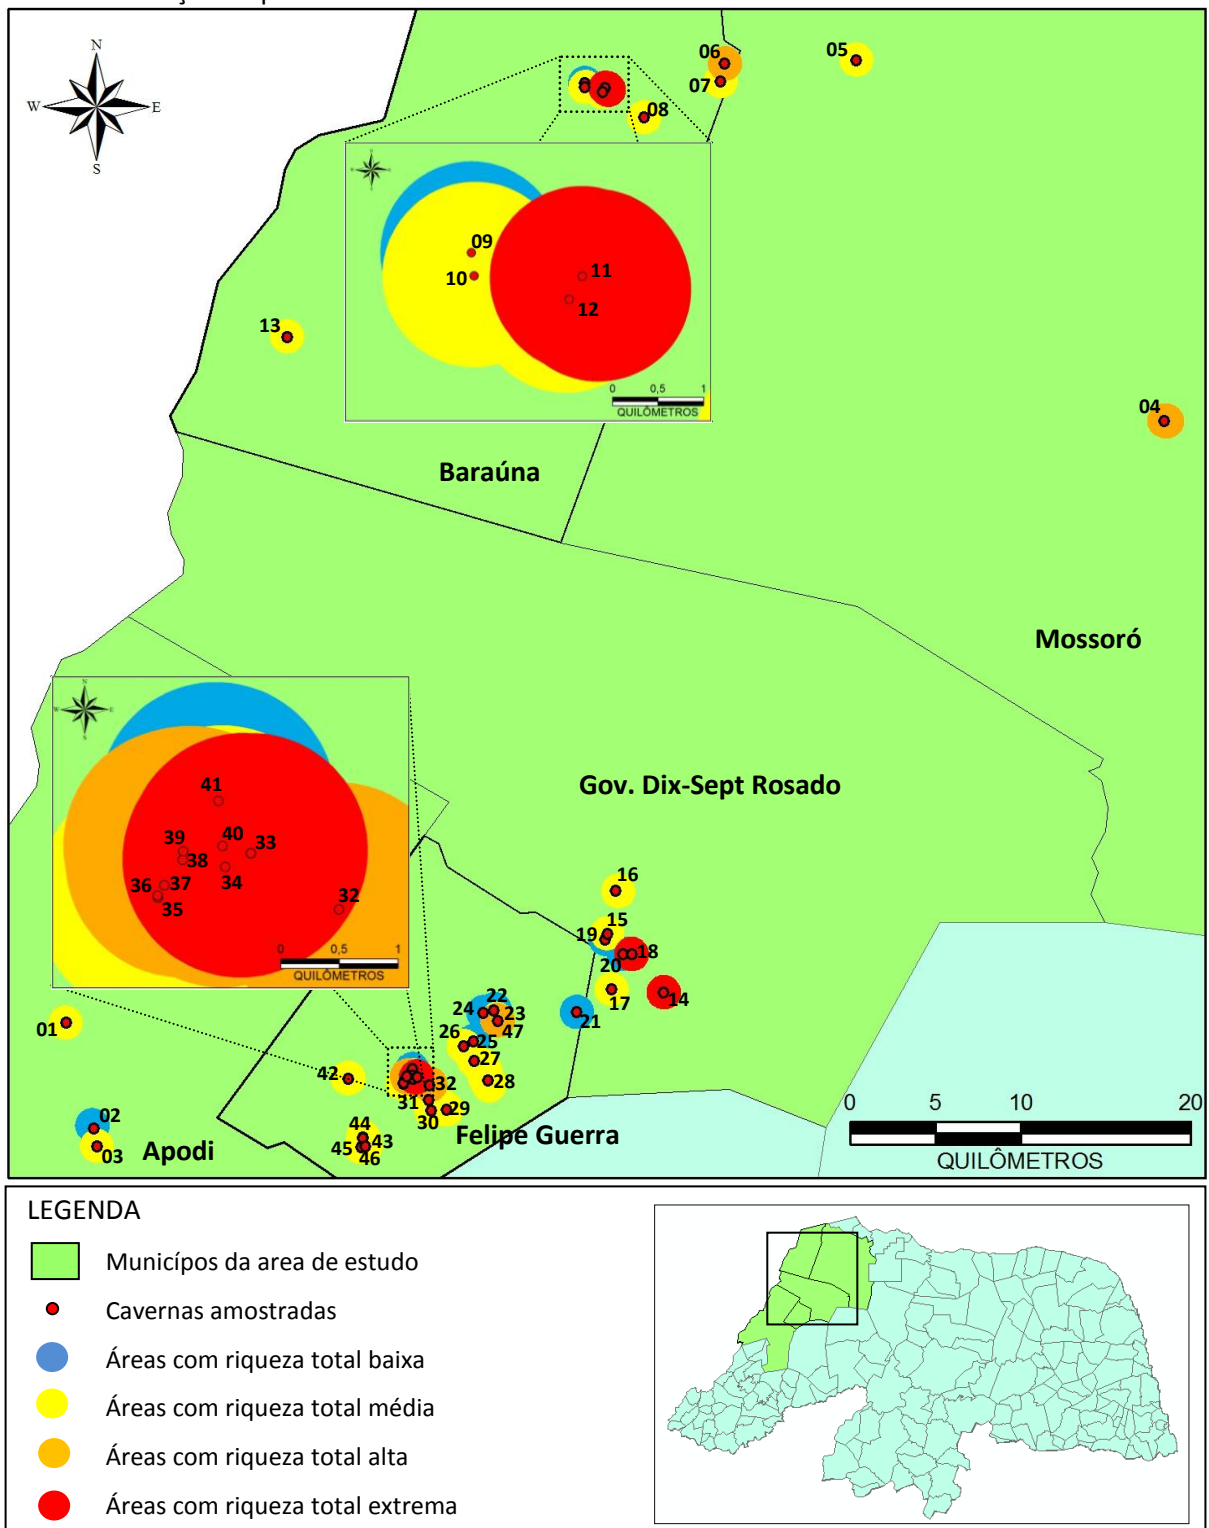 N
W E
S
06
05
07
08
09
10
11
12
0 0,5 1
QUILÔMETROS
13
04
Baraúna
Mossoró
Gov. Dix-Sept Rosado
41
39 40 33
38
34
36 37
35
32
0 0,5 1
QUILÔMETROS
16
15
19
18
20
17
14
21
22
24
23
47
26
25
27
28
01
42
32
31
29
30
02
03
44
43
45
46
Apodi
Felipe Guerra
0 5 10 20
QUILÔMETROS
LEGENDA
Municípos da area de estudo
Cavernas amostradas
Áreas com riqueza total baixa
Áreas com riqueza total média
Áreas com riqueza total alta
Áreas com riqueza total extrema